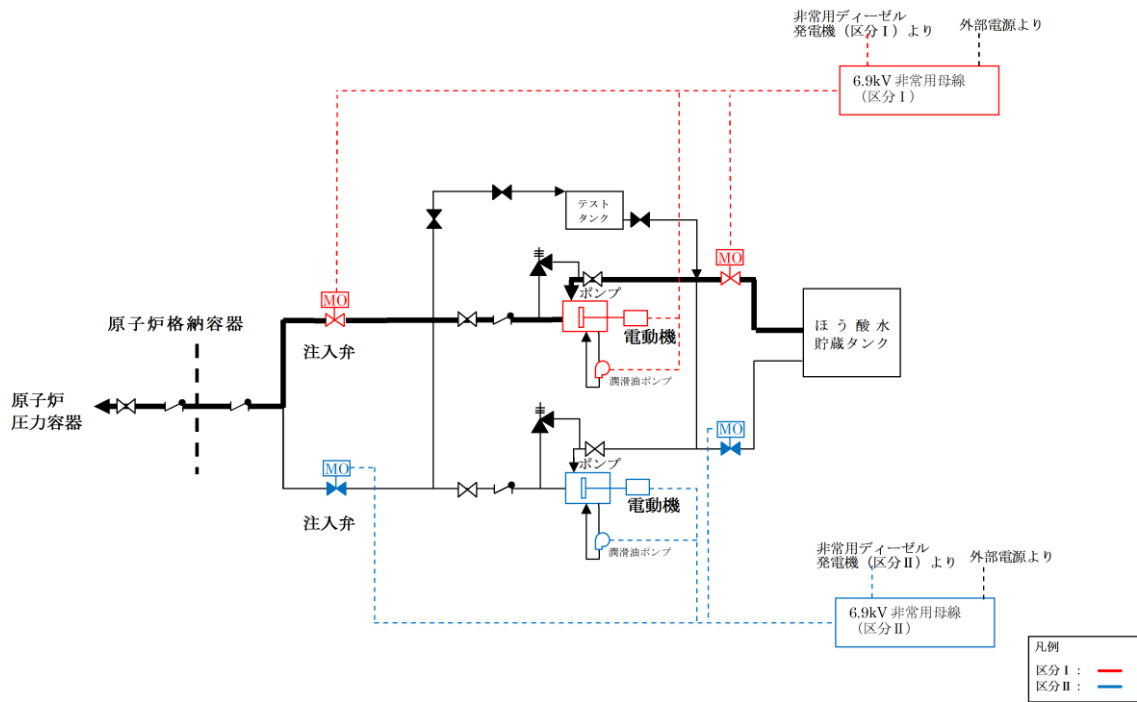 非常用ディーゼル
発電機（区分Ⅰ）より
外部電源より
6.9kV 非常用母線
（区分Ⅰ）
テスト
タンク
MO
ポンプ
MO
原子炉格納容器
注入弁
電動機
ほう酸水
貯蔵タンク
潤滑油ポンプ
原子炉
圧力容器
MO
ポンプ
MO
注入弁
電動機
潤滑油ポンプ
非常用ディーゼル
発電機（区分Ⅱ）より
外部電源より
6.9kV 非常用母線
（区分Ⅱ）
凡例
区分Ⅰ：
区分Ⅱ：